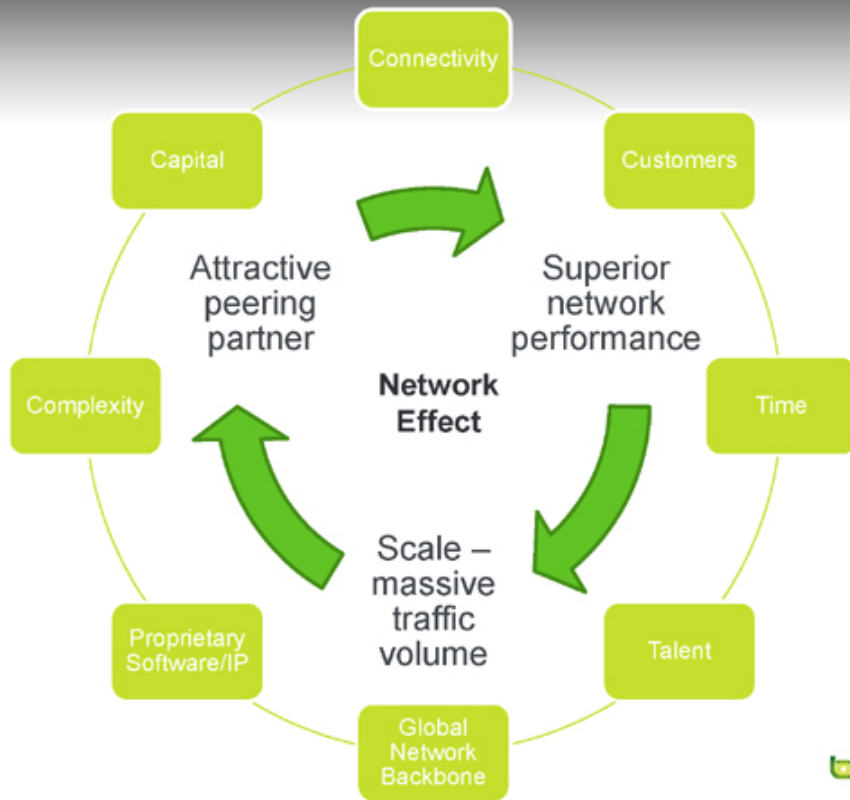 Connectivity
Capital
Customers
Attractive
peering
partner
Superior
network
performance
Network
Effect
Complexity
Time
Scale –
massive
traffic
volume
Proprietary
Software/IP
Talent
Global
Network
Backbone